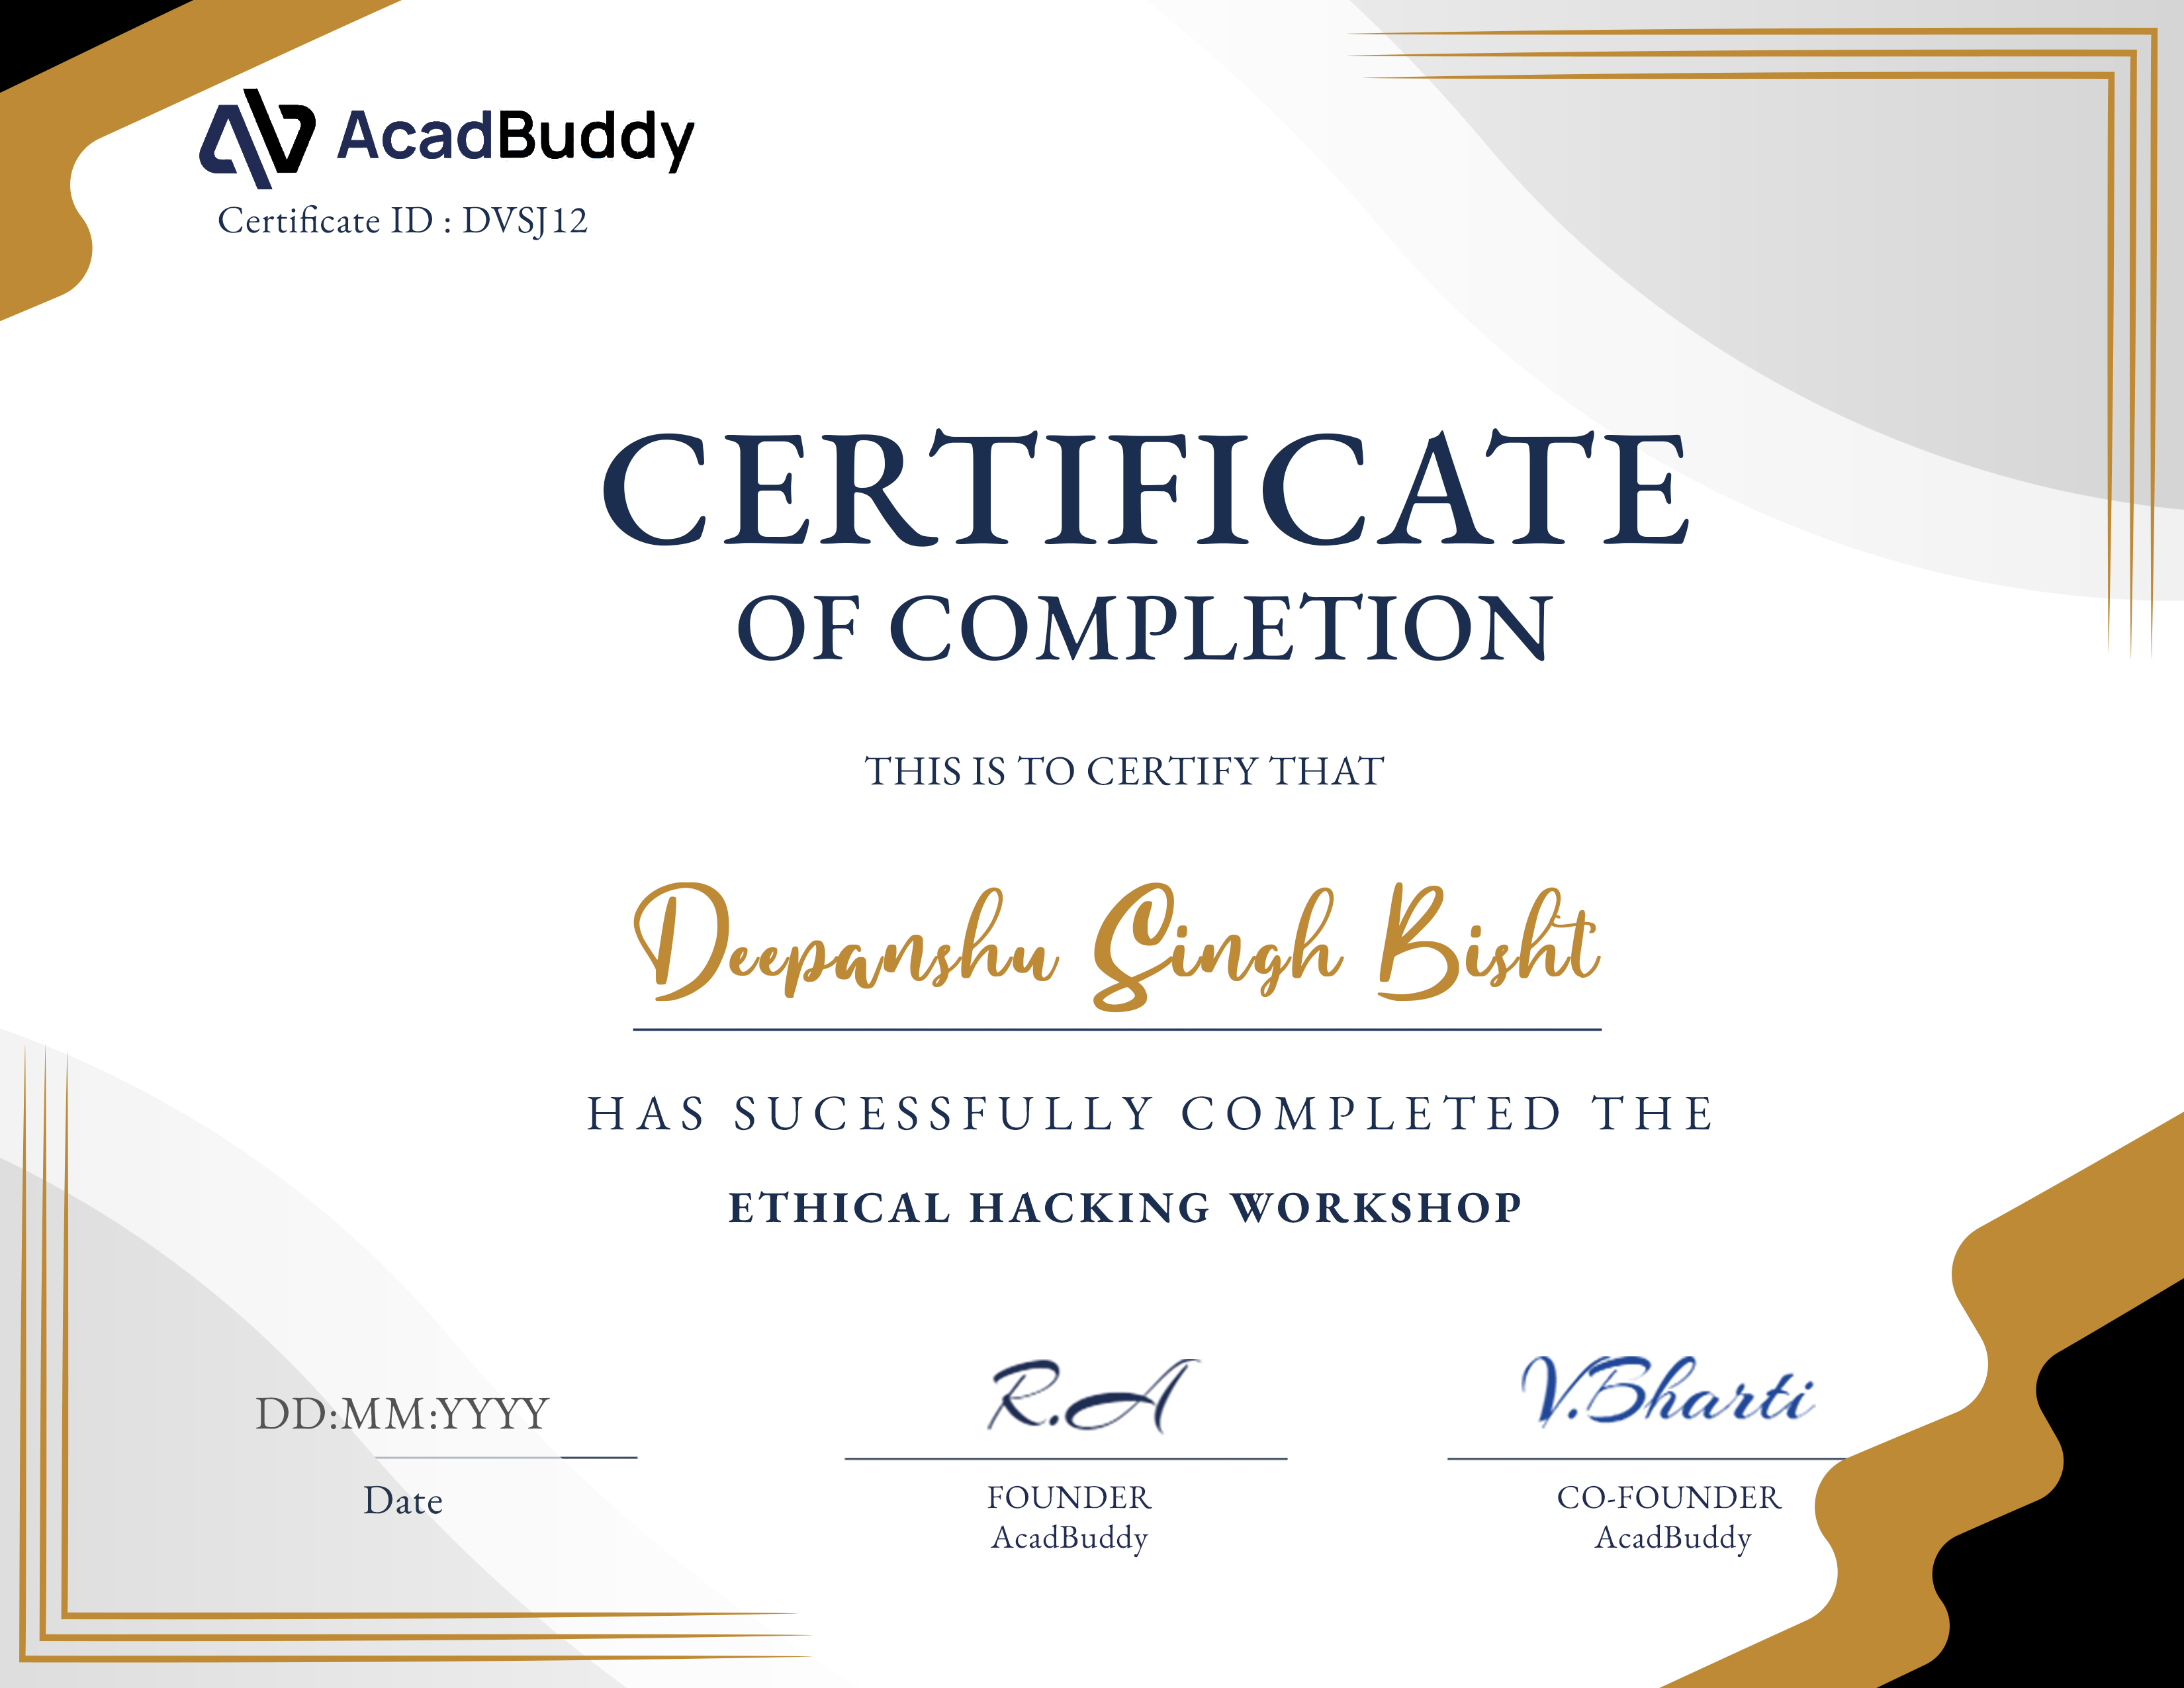 AcadBuddy
Certificate ID : DVSJ12
CERTIFICATE
OF COMPLETION
THIS IS TO CERTIFY THAT
Deepanshu Singh Bisht
HAS SUCESSFULLY COMPLETED THE
ETHICAL HACKING WORKSHOP
DD:MM:YYYY
Date
R.A
FOUNDER
AcadBuddy
V.Bharti
CO-FOUNDER
AcadBuddy